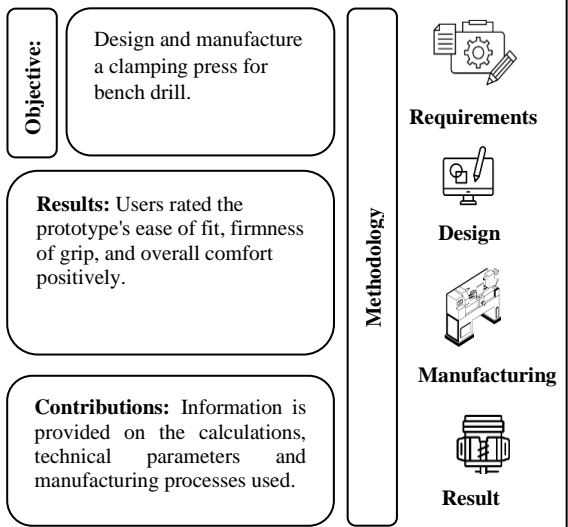 Objective:
Design and manufacture
a clamping press for
bench drill.
Results: Users rated the
prototype's ease of fit, firmness
of grip, and overall comfort
positively.
Contributions: Information is
provided on the calculations,
technical parameters and
manufacturing processes used.
Methodology
Requirements
Design
Manufacturing
Result